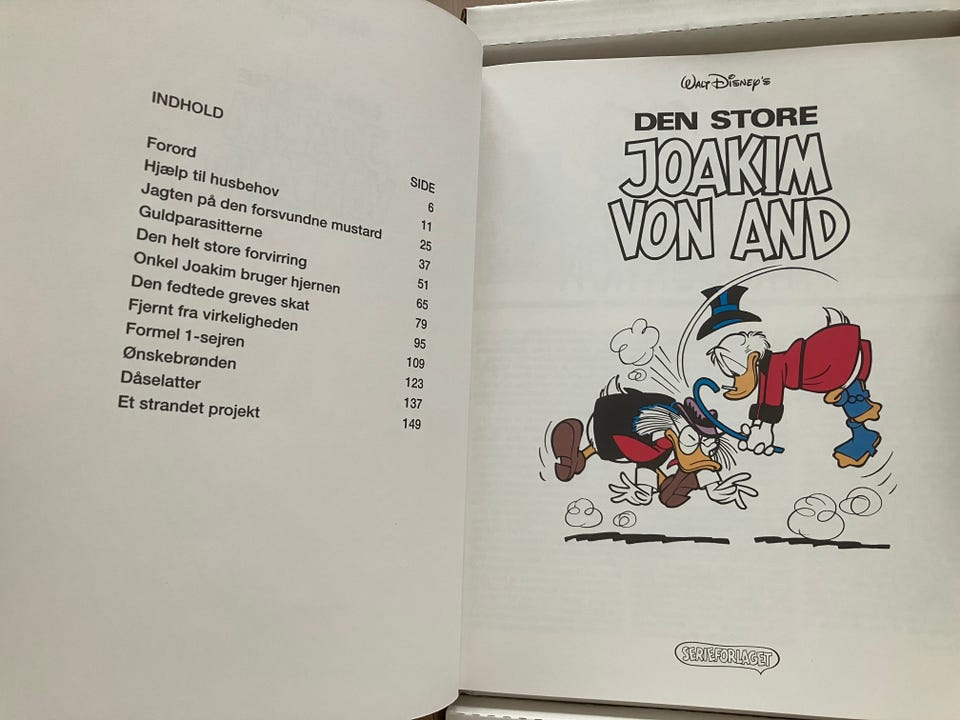 INDHOLD
SIDE
Forord 6
Hjælp til husbehov 11
Jagten på den forsvundne mustard 25
Guldparasitterne 37
Den helt store forvirring 51
Onkel Joakim bruger hjernen 65
Den fedtede greves skat 79
Fjernt fra virkeligheden 95
Formel 1-sejren 109
Ønskebrønden 123
Dåselatter 137
Et strandet projekt 149
WALT DISNEY'S
DEN STORE
JOAKIM
VON AND
SERIEFORLAGET